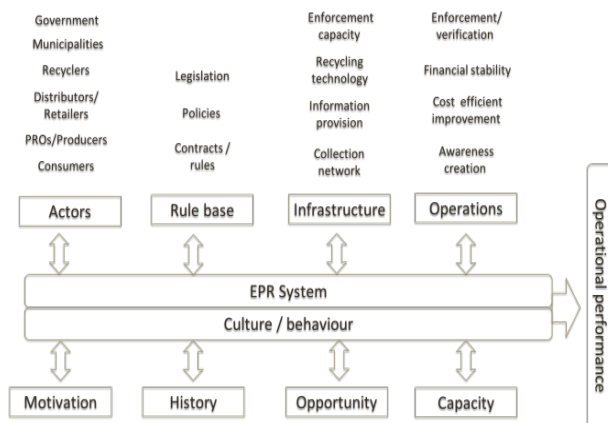 Government
Municipalities
Recyclers
Distributors/
Retailers
PROs/Producers
Consumers
Actors
Legislation
Policies
Contracts /
rules
Rule base
Enforcement
capacity
Recycling
technology
Information
provision
Collection
network
Infrastructure
Enforcement/
verification
Financial stability
Cost efficient
improvement
Awareness
creation
Operations
EPR System
Culture / behaviour
Motivation
History
Opportunity
Capacity
Operational performance